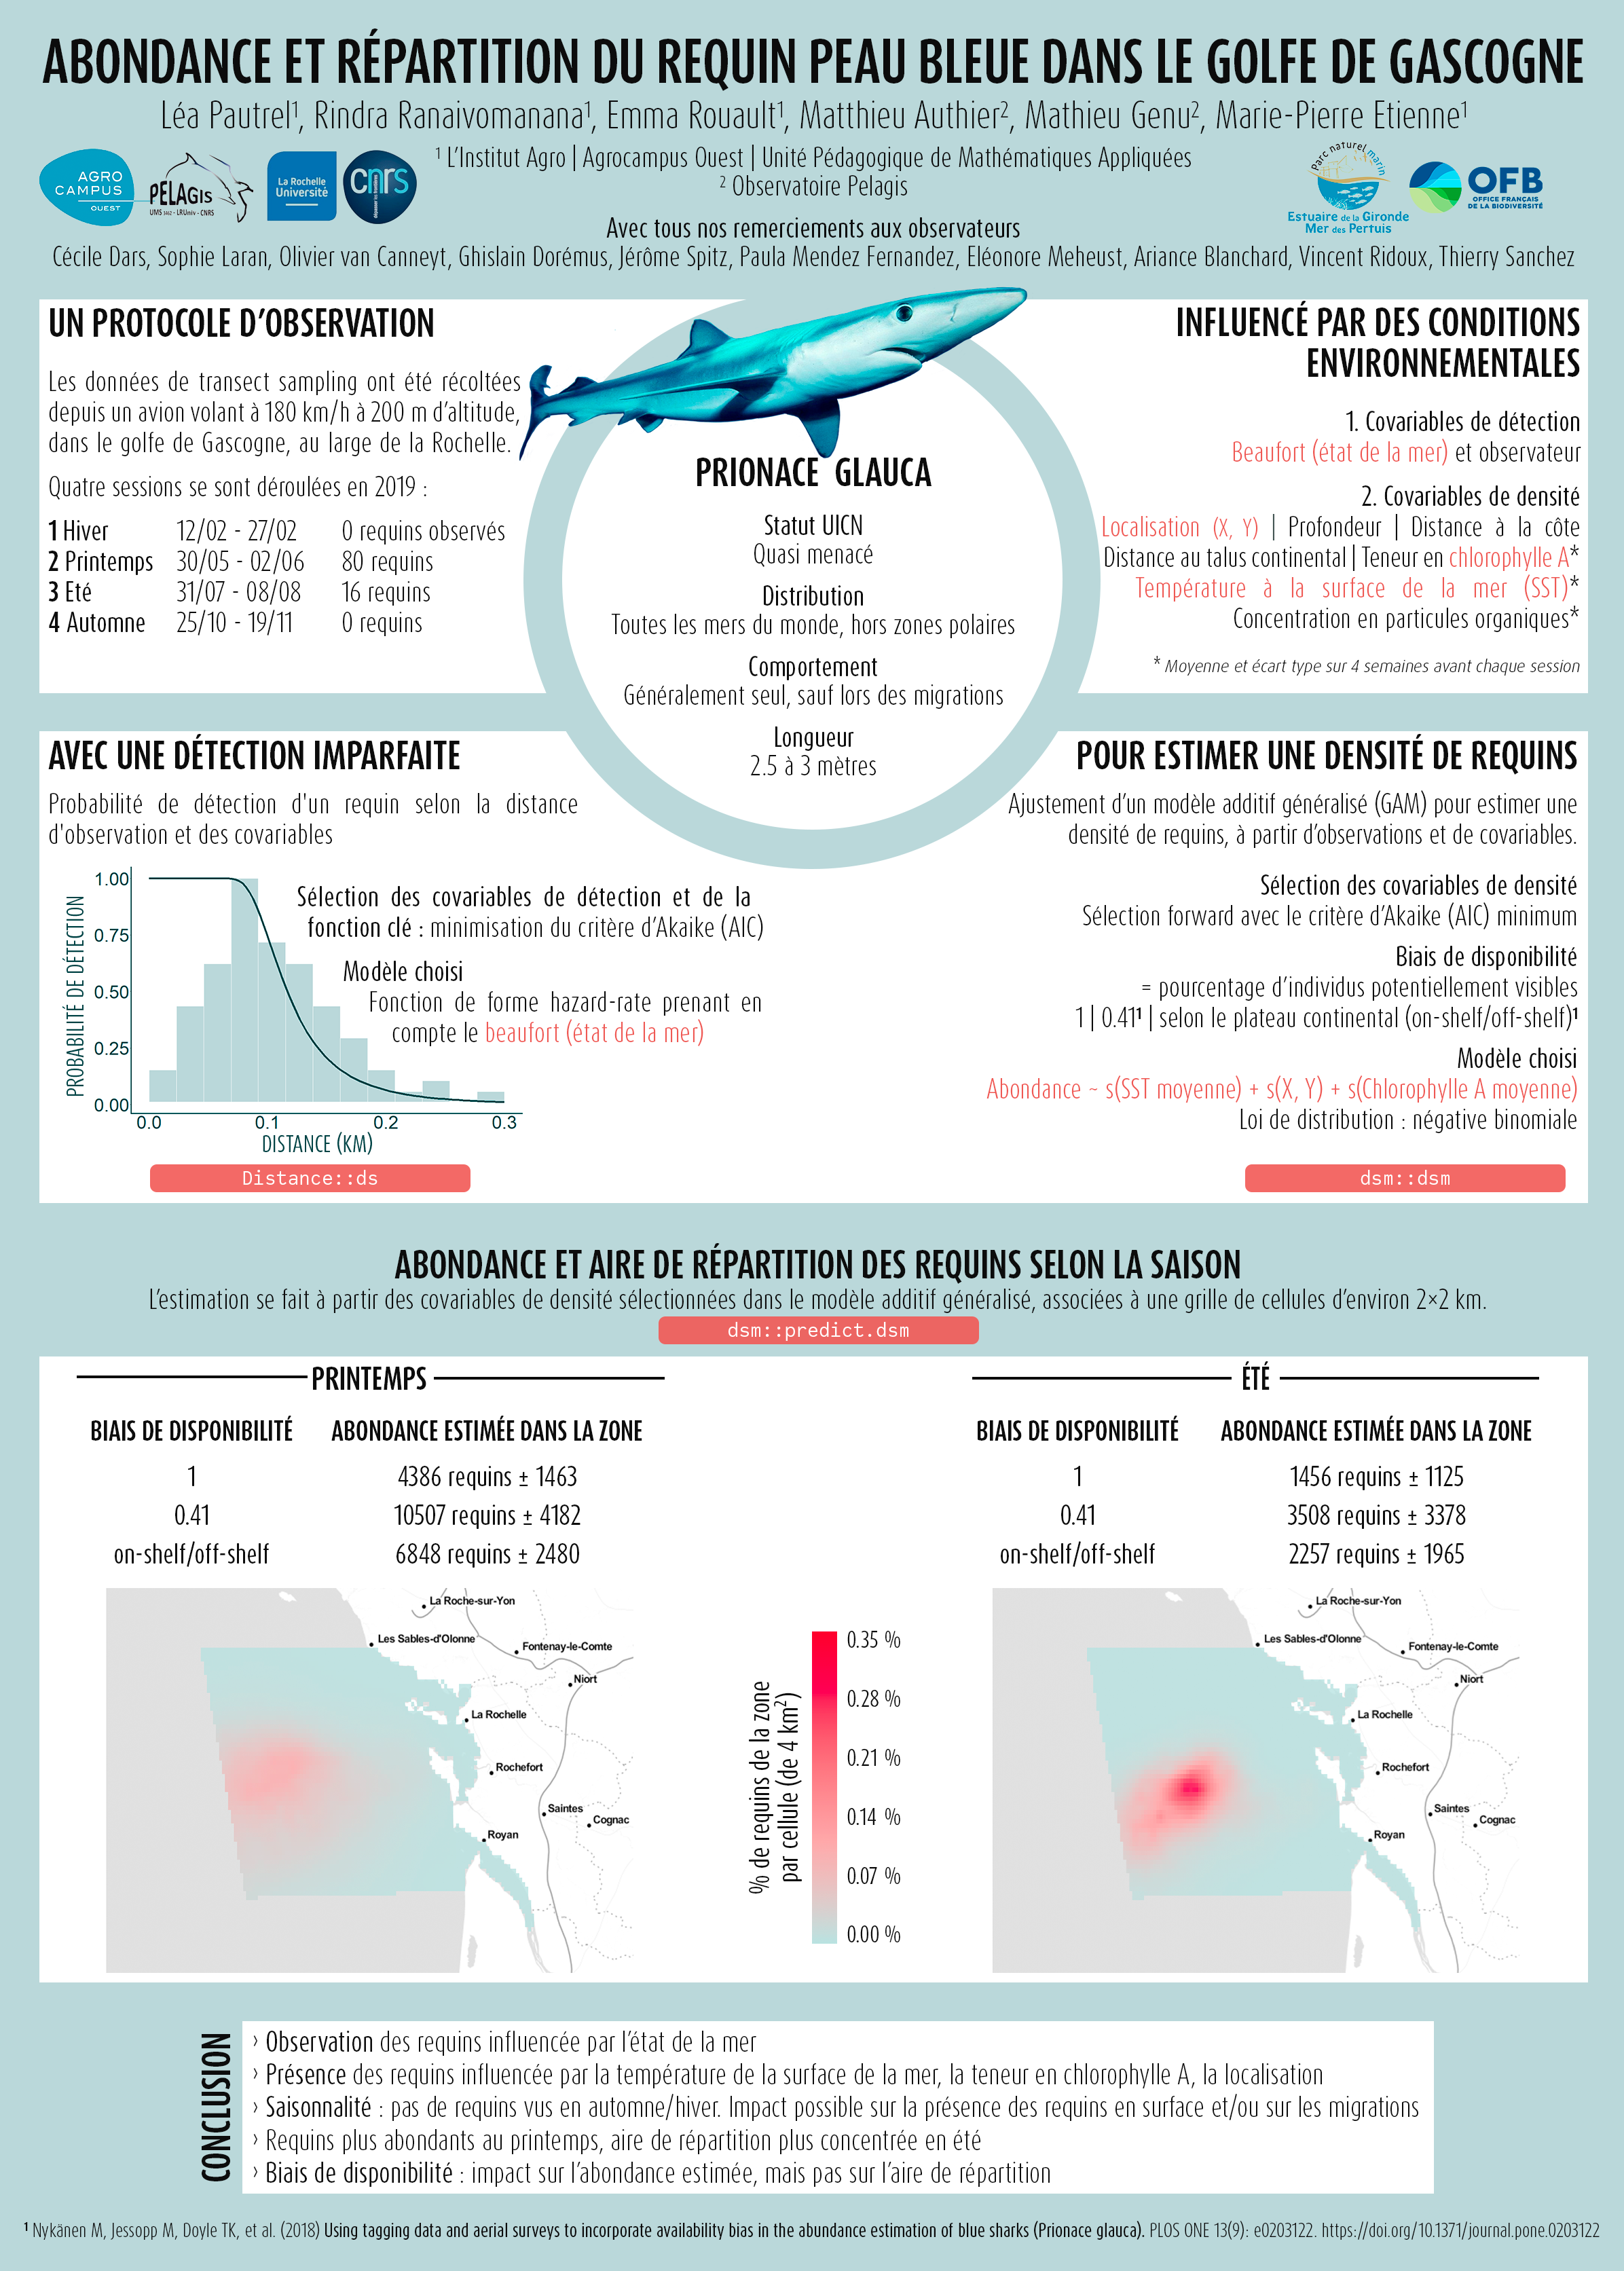 ABONDANCE ET RÉPARTITION DU REQUIN PEAU BLEUE DANS LE GOLFE DE GASCOGNE
Léa Pautrel¹, Rindra Ranaivomanana¹, Emma Rouault¹, Matthieu Authier², Mathieu Genu², Marie-Pierre Etienne¹
¹ L'Institut Agro | Agrocampus Ouest | Unité Pédagogique de Mathématiques Appliquées
² Observatoire Pelagis
AGRO
CAMPUS
OUEST
PELAGIS
UMS 3462 - LRUniv - CNRS
La Rochelle
Université
cnrs
Parc naturel marin
Estuaire de la Gironde
Mer des Pertuis
OFB
OFFICE FRANÇAIS
DE LA BIODIVERSITÉ
Avec tous nos remerciements aux observateurs
Cécile Dars, Sophie Laran, Olivier van Canneyt, Ghislain Dorémus, Jérôme Spitz, Paula Mendez Fernandez, Eléonore Meheust, Ariance Blanchard, Vincent Ridoux, Thierry Sanchez
UN PROTOCOLE D'OBSERVATION
Les données de transect sampling ont été récoltées
depuis un avion volant à 180 km/h à 200 m d'altitude,
dans le golfe de Gascogne, au large de la Rochelle.
Quatre sessions se sont déroulées en 2019 :
1 Hiver 12/02 - 27/02 0 requins observés
2 Printemps 30/05 - 02/06 80 requins
3 Eté 31/07 - 08/08 16 requins
4 Automne 25/10 - 19/11 0 requins
PRIONACE GLAUCA
Statut UICN
Quasi menacé
Distribution
Toutes les mers du monde, hors zones polaires
Comportement
Généralement seul, sauf lors des migrations
Longueur
2.5 à 3 mètres
INFLUENCÉ PAR DES CONDITIONS
ENVIRONNEMENTALES
1. Covariables de détection
Beaufort (état de la mer) et observateur
2. Covariables de densité
Localisation (X, Y) | Profondeur | Distance à la côte
Distance au talus continental | Teneur en chlorophylle A*
Température à la surface de la mer (SST)*
Concentration en particules organiques*
* Moyenne et écart type sur 4 semaines avant chaque session
AVEC UNE DÉTECTION IMPARFAITE
Probabilité de détection d'un requin selon la distance
d'observation et des covariables
PROBABILITÉ DE DÉTECTION
1.00
0.75
0.50
0.25
0.00
0.0 0.1 0.2 0.3
DISTANCE (KM)
Sélection des covariables de détection et de la
fonction clé : minimisation du critère d'Akaike (AIC)
Modèle choisi
Fonction de forme hazard-rate prenant en
compte le beaufort (état de la mer)
Distance::ds
POUR ESTIMER UNE DENSITÉ DE REQUINS
Ajustement d'un modèle additif généralisé (GAM) pour estimer une
densité de requins, à partir d'observations et de covariables.
Sélection des covariables de densité
Sélection forward avec le critère d'Akaike (AIC) minimum
Biais de disponibilité
= pourcentage d'individus potentiellement visibles
1 | 0.41¹ | selon le plateau continental (on-shelf/off-shelf)¹
Modèle choisi
Abondance ~ s(SST moyenne) + s(X, Y) + s(Chlorophylle A moyenne)
Loi de distribution : négative binomiale
dsm::dsm
ABONDANCE ET AIRE DE RÉPARTITION DES REQUINS SELON LA SAISON
L'estimation se fait à partir des covariables de densité sélectionnées dans le modèle additif généralisé, associées à une grille de cellules d'environ 2×2 km.
dsm::predict.dsm
PRINTEMPS
BIAIS DE DISPONIBILITÉ ABONDANCE ESTIMÉE DANS LA ZONE
1 4386 requins ± 1463
0.41 10507 requins ± 4182
on-shelf/off-shelf 6848 requins ± 2480
La Roche-sur-Yon
Les Sables-d'Olonne
Fontenay-le-Comte
Niort
La Rochelle
Rochefort
Saintes
Cognac
Royan
% de requins de la zone
par cellule (de 4 km²)
0.35 %
0.28 %
0.21 %
0.14 %
0.07 %
0.00 %
ÉTÉ
BIAIS DE DISPONIBILITÉ ABONDANCE ESTIMÉE DANS LA ZONE
1 1456 requins ± 1125
0.41 3508 requins ± 3378
on-shelf/off-shelf 2257 requins ± 1965
La Roche-sur-Yon
Les Sables-d'Olonne
Fontenay-le-Comte
Niort
La Rochelle
Rochefort
Saintes
Cognac
Royan
CONCLUSION
› Observation des requins influencée par l'état de la mer
› Présence des requins influencée par la température de la surface de la mer, la teneur en chlorophylle A, la localisation
› Saisonnalité : pas de requins vus en automne/hiver. Impact possible sur la présence des requins en surface et/ou sur les migrations
› Requins plus abondants au printemps, aire de répartition plus concentrée en été
› Biais de disponibilité : impact sur l'abondance estimée, mais pas sur l'aire de répartition
¹ Nykänen M, Jessopp M, Doyle TK, et al. (2018) Using tagging data and aerial surveys to incorporate availability bias in the abundance estimation of blue sharks (Prionace glauca). PLOS ONE 13(9): e0203122. https://doi.org/10.1371/journal.pone.0203122